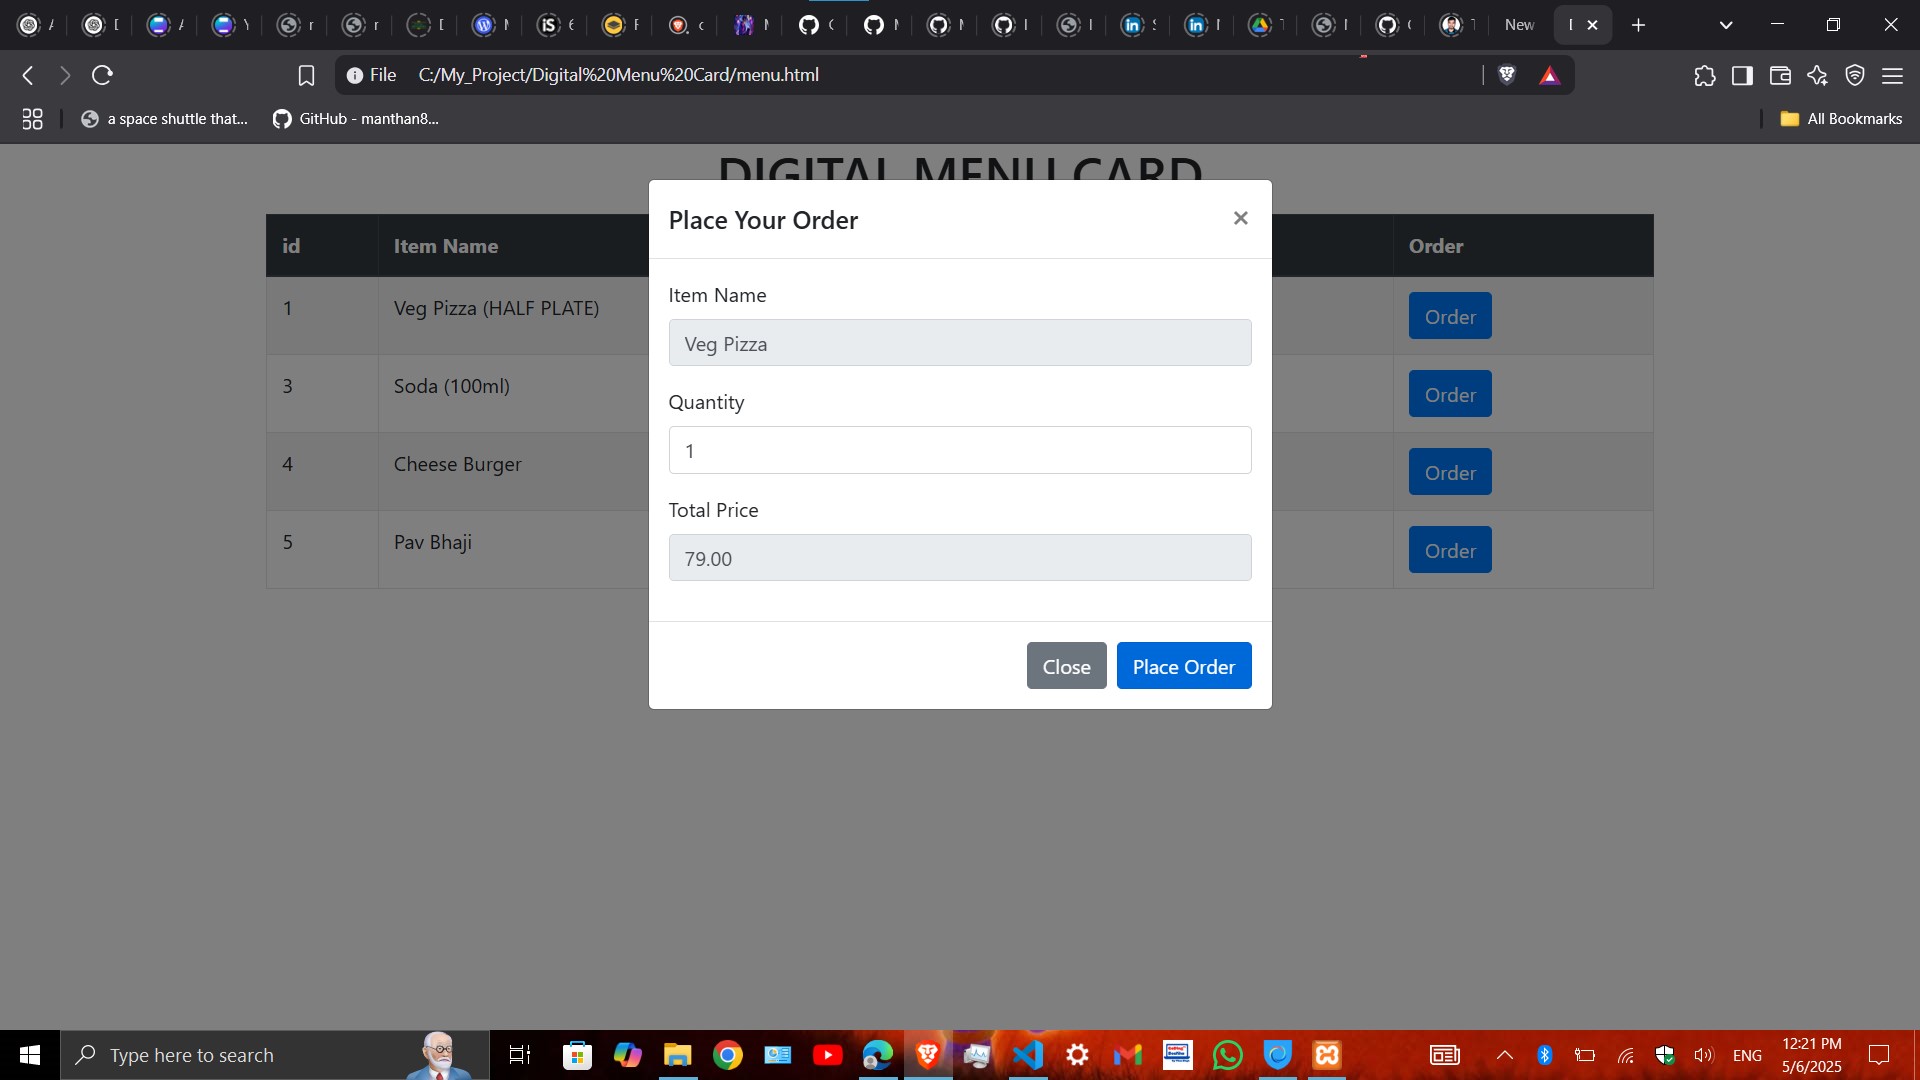 New
File C:/My_Project/Digital%20Menu%20Card/menu.html
a space shuttle that... GitHub - manthan8... All Bookmarks
DIGITAL MENU CARD
Place Your Order ×
id Item Name Order
Item Name
1 Veg Pizza (HALF PLATE) Order
Veg Pizza
3 Soda (100ml) Order
Quantity
1
4 Cheese Burger Order
Total Price
5 Pav Bhaji Order
79.00
Close Place Order
Type here to search
ENG
12:21 PM
5/6/2025